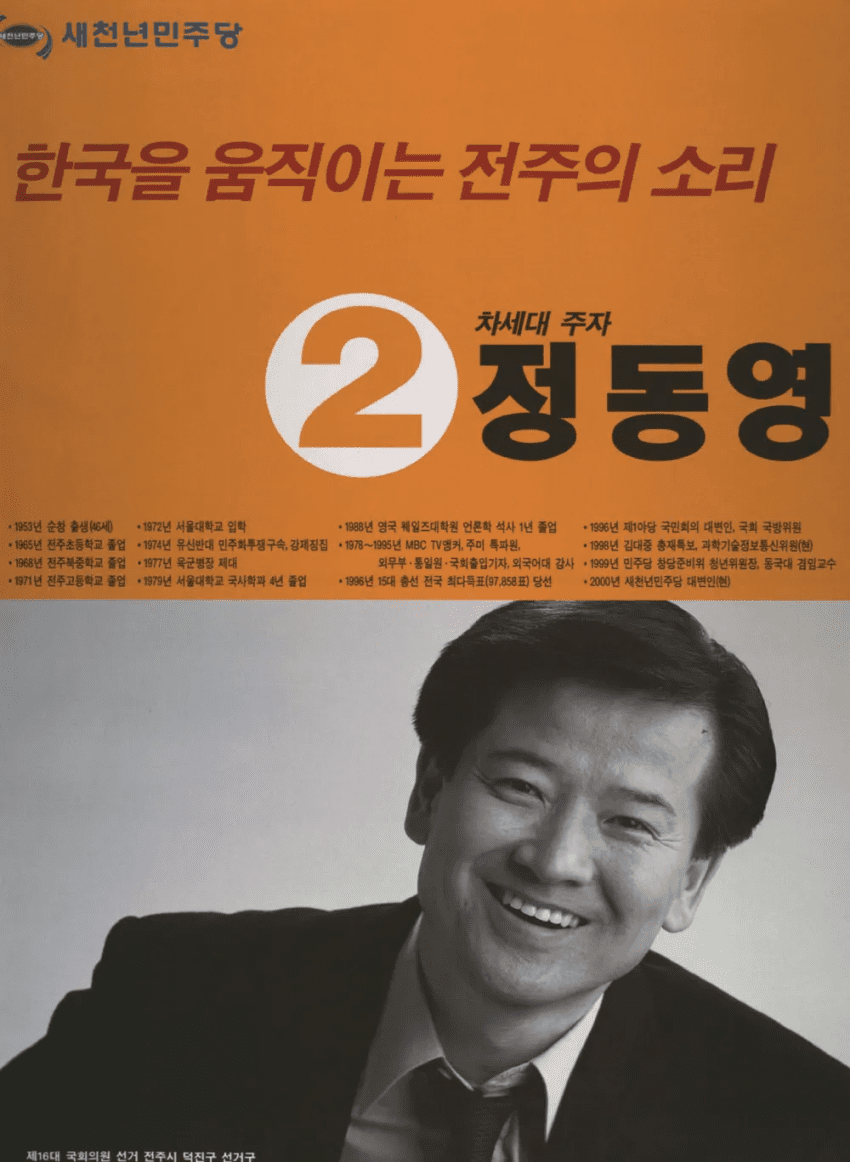 새천년민주당 새천년민주당
한국을 움직이는 전주의 소리
차세대 주자
2 정동영
• 1953년 순창 출생(46세)
• 1965년 전주초등학교 졸업
• 1968년 전주북중학교 졸업
• 1971년 전주고등학교 졸업
• 1972년 서울대학교 입학
• 1974년 유신반대 민주화투쟁구속, 강제징집
• 1977년 육군병장 제대
• 1979년 서울대학교 국사학과 4년 졸업
• 1988년 영국 웨일즈대학원 언론학 석사 1년 졸업
• 1978~1995년 MBC TV앵커, 주미 특파원,
외무부·통일원·국회출입기자, 외국어대 강사
• 1996년 15대 총선 전국 최다득표(97,858표) 당선
• 1996년 제1야당 국민회의 대변인, 국회 국방위원
• 1998년 김대중 총재특보, 과학기술정보통신위원(현)
• 1999년 민주당 창당준비위 청년위원장, 동국대 겸임교수
• 2000년 새천년민주당 대변인(현)
제16대 국회의원 선거 전주시 덕진구 선거구